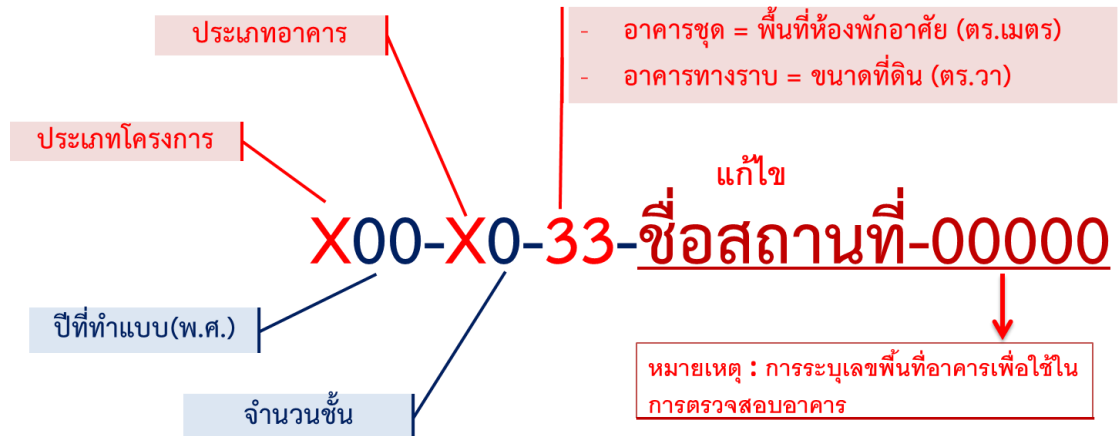 ประเภทอาคาร
- อาคารชุด = พื้นที่ห้องพักอาศัย (ตร.เมตร)
- อาคารทางราบ = ขนาดที่ดิน (ตร.วา)
ประเภทโครงการ
แก้ไข
X00-X0-33-ชื่อสถานที่-00000
ปีที่ทำแบบ(พ.ศ.)
จำนวนชั้น
หมายเหตุ : การระบุเลขพื้นที่อาคารเพื่อใช้ใน
การตรวจสอบอาคาร